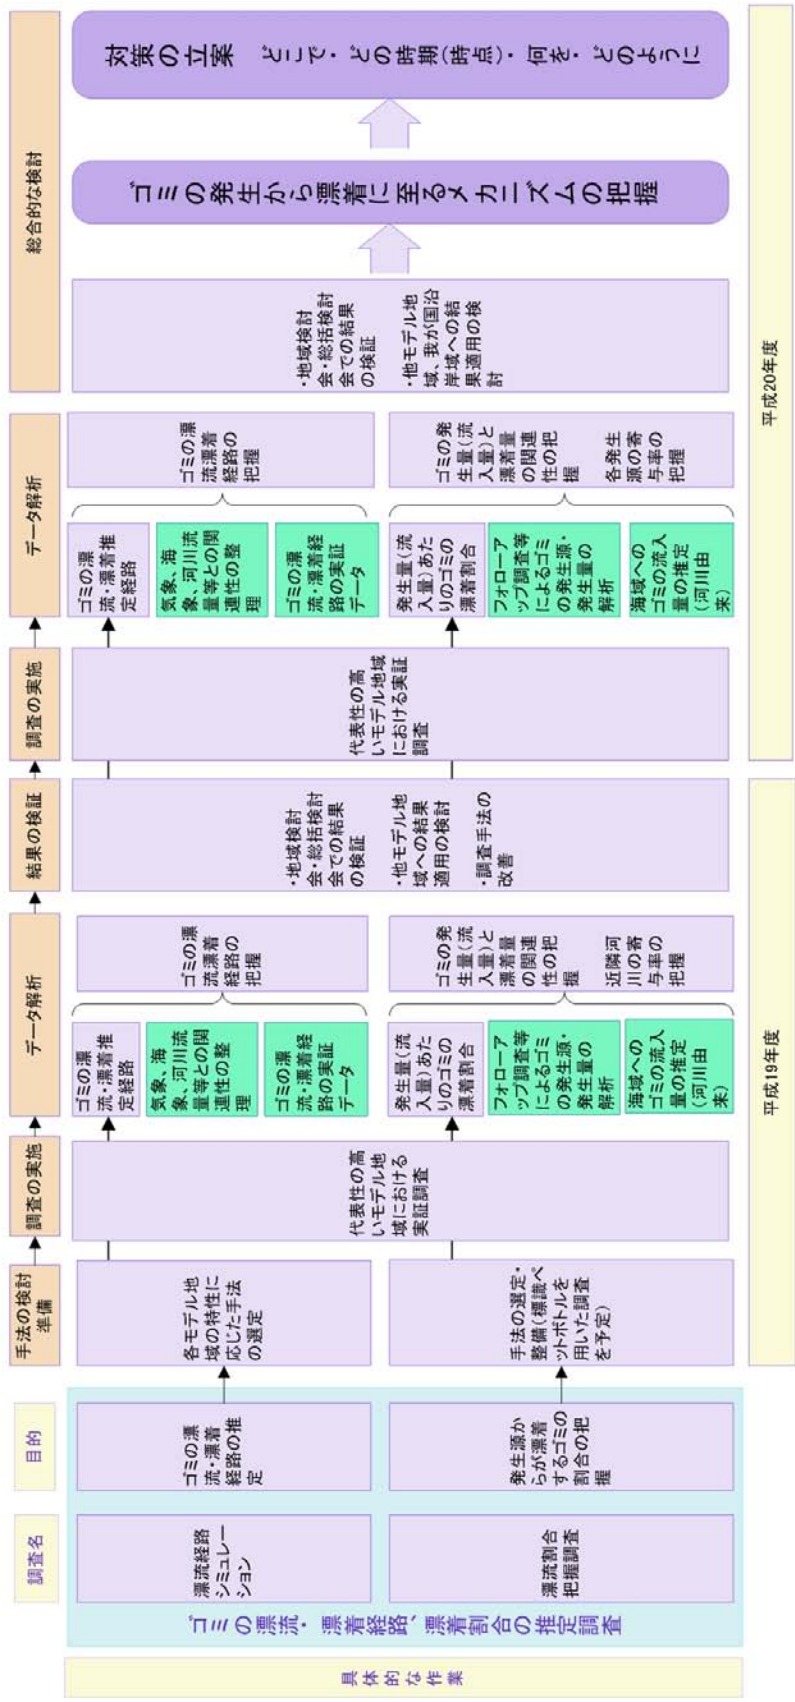 具体的な作業
ゴミの漂流・漂着経路、漂着割合の推定調査
調査名
目的
漂流経路
シミュレー
ション
ゴミの漂
流・漂着
経路の推
定
漂流割合
把握調査
発生源か
らが漂着
するゴミの
割合の把
握
手法の検討
準備
各モデル地
域の特性に
応じた手法
の選定
手法の選定・
整備(標識ペ
ットボトルを
用いた調査
を予定)
調査の実施
代表性の高
いモデル地
域における
実証調査
データ解析
ゴミの漂
流・漂着推
定経路
気象、海
象、河川流
量等との関
連性の整
理
ゴミの漂
流・漂着経
路の実証
データ
ゴミの漂
流漂着
経路の
把握
発生量(流
入量)あた
りのゴミの
漂着割合
フォローア
ップ調査等
によるゴミ
の発生源・
発生量の
解析
海域への
ゴミの流入
量の推定
(河川由
来)
ゴミの発
生量(流
入量)と
漂着量
の関連
性の把
握
近隣河
川の寄
与率の
把握
結果の検証
・地域検討
会・総括検討
会での結果
の検証
・他モデル地
域への結果
適用の検討
・調査手法の
改善
平成19年度
調査の実施
代表性の高
いモデル地域
における実証
調査
データ解析
ゴミの漂
流・漂着推
定経路
気象、海
象、河川流
量等との関
連性の整
理
ゴミの漂
流・漂着経
路の実証
データ
ゴミの漂
流漂着
経路の
把握
発生量(流
入量)あた
りのゴミの
漂着割合
フォローア
ップ調査等
によるゴミ
の発生源・
発生量の
解析
海域への
ゴミの流入
量の推定
(河川由
来)
ゴミの発
生量(流
入量)と
漂着量
の関連
性の把
握
各発生
源の寄
与率の
把握
総合的な検討
・地域検討
会・総括検討
会での結果
の検証
・他モデル地
域、我が国沿
岸域への結
果適用の検
討
ゴミの発生から漂着に至るメカニズムの把握
対策の立案 どこで・どの時期(時点)・何を・どのように
平成20年度